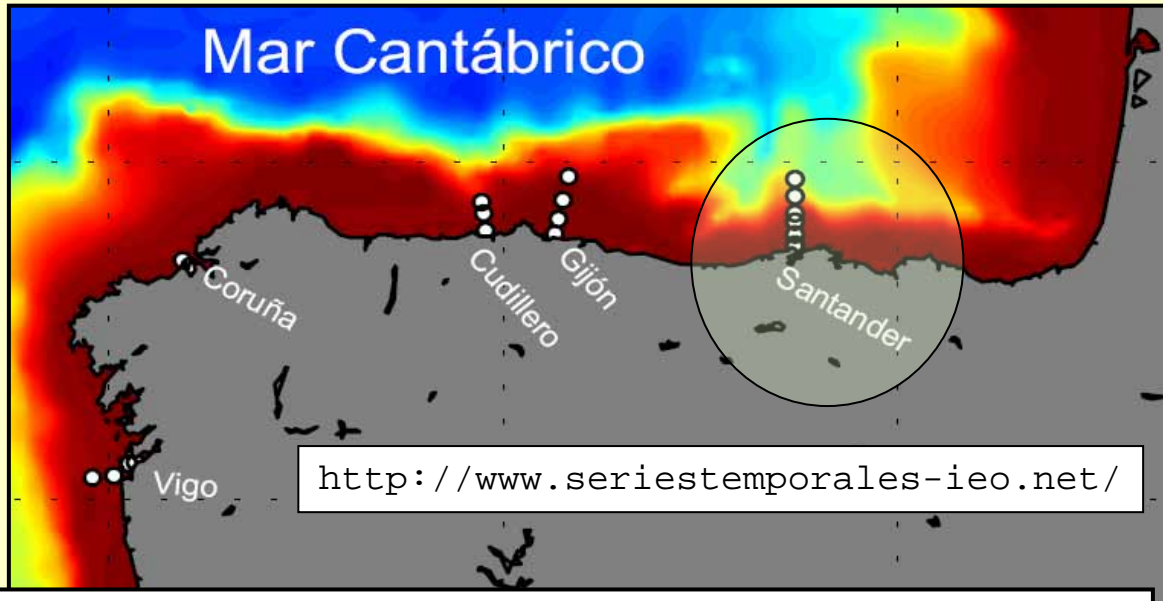 Mar Cantábrico
Coruña
Cudillero
Gijón
Santander
Vigo
http://www.seriestemporales-ieo.net/